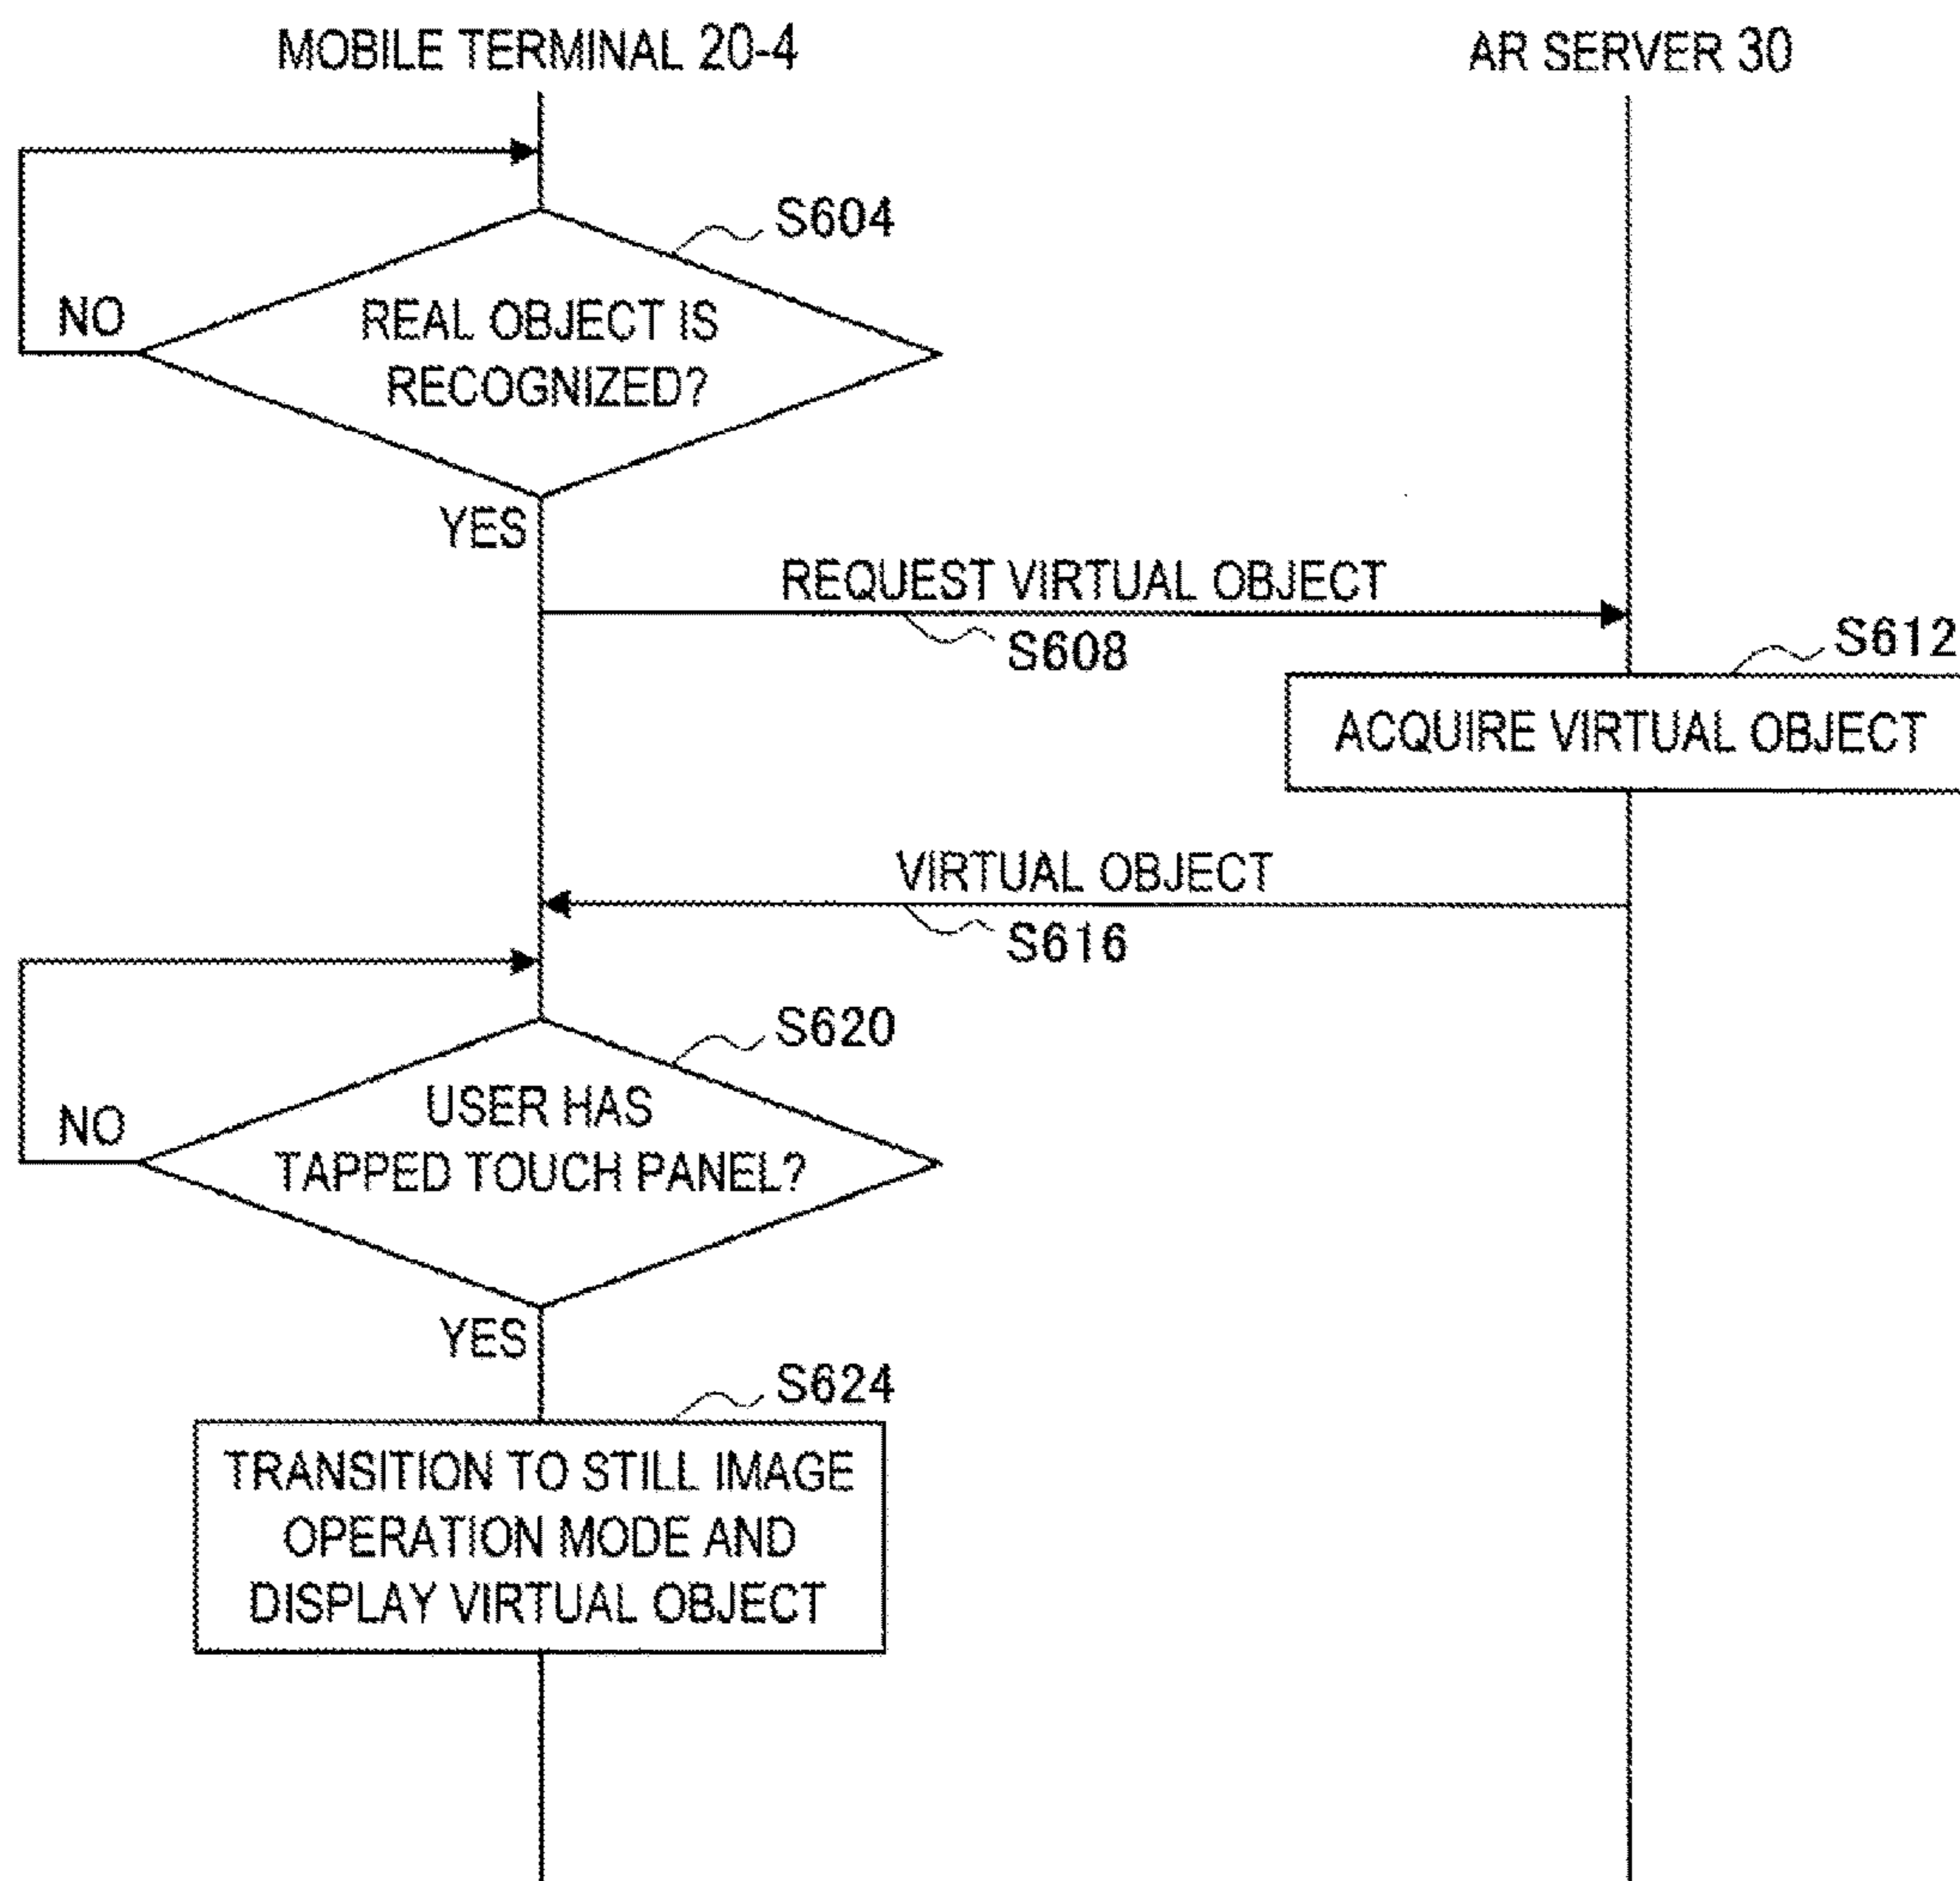 MOBILE TERMINAL 20-4
AR SERVER 30
S604
NO
REAL OBJECT IS
RECOGNIZED?
YES
REQUEST VIRTUAL OBJECT
S608
S612
ACQUIRE VIRTUAL OBJECT
VIRTUAL OBJECT
S616
S620
NO
USER HAS
TAPPED TOUCH PANEL?
YES
S624
TRANSITION TO STILL IMAGE
OPERATION MODE AND
DISPLAY VIRTUAL OBJECT